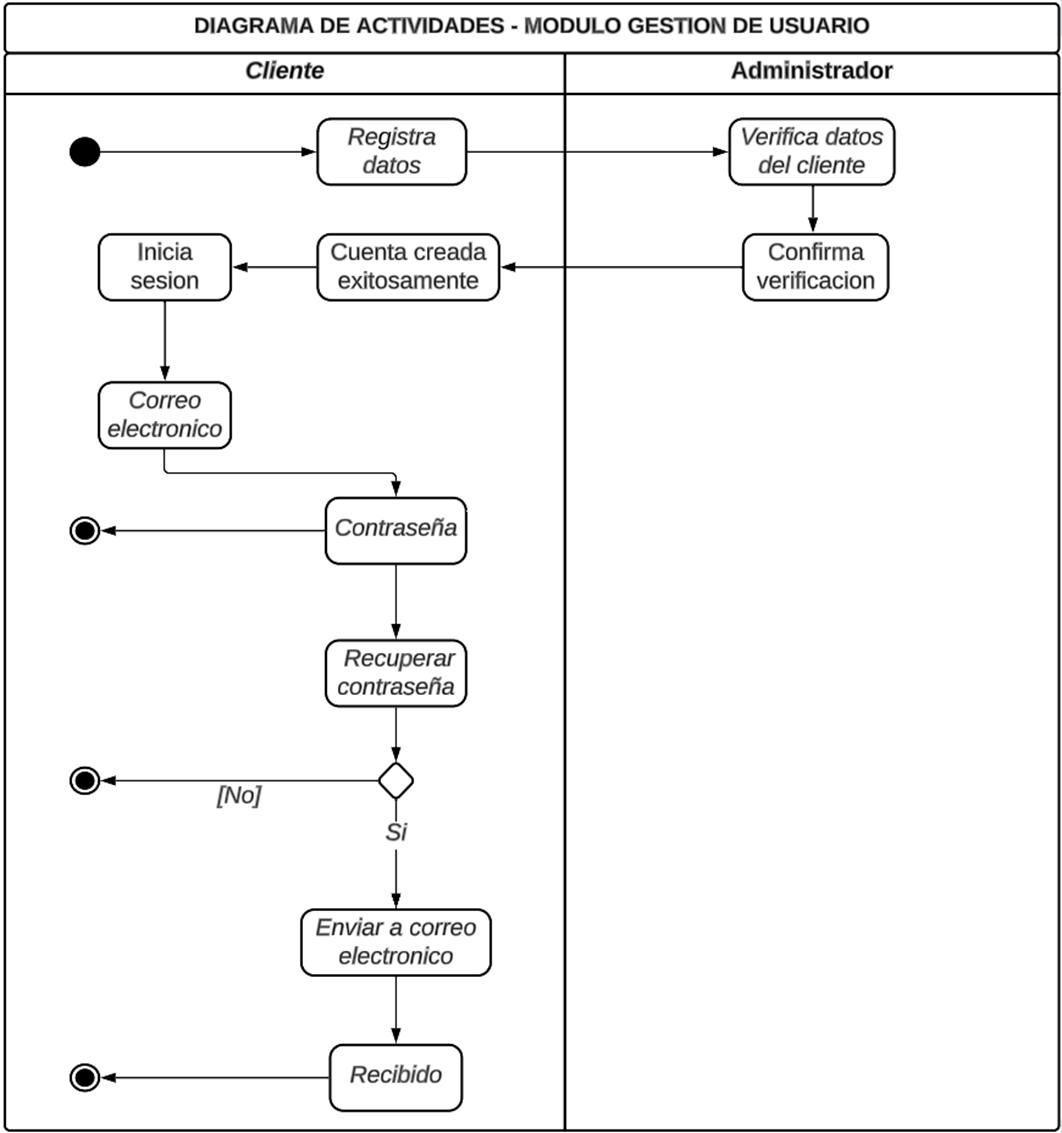 DIAGRAMA DE ACTIVIDADES - MODULO GESTION DE USUARIO
Cliente
Administrador
Registra
datos
Verifica datos
del cliente
Inicia
sesion
Cuenta creada
exitosamente
Confirma
verificacion
Correo
electronico
Contraseña
Recuperar
contraseña
[No]
Si
Enviar a correo
electronico
Recibido